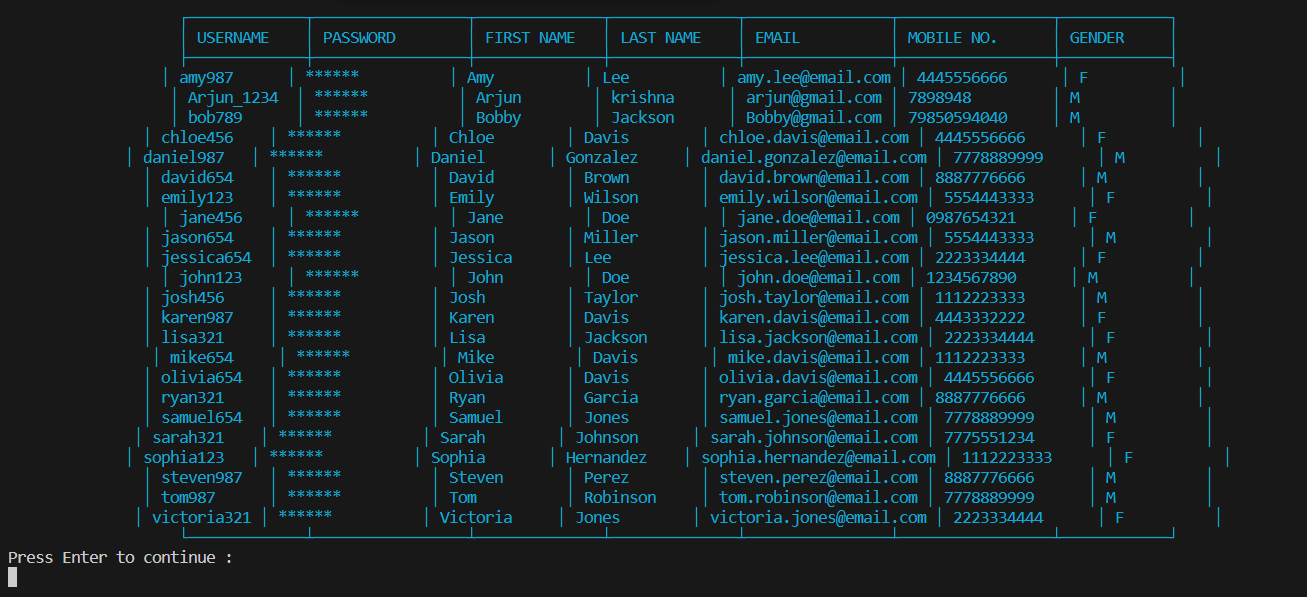 USERNAME | PASSWORD | FIRST NAME | LAST NAME | EMAIL | MOBILE NO. | GENDER
| amy987 | ****** | Amy | Lee | amy.lee@email.com | 4445556666 | F |
| Arjun_1234 | ****** | Arjun | krishna | arjun@gmail.com | 7898948 | M |
| bob789 | ****** | Bobby | Jackson | Bobby@gmail.com | 79850594040 | M |
| chloe456 | ****** | Chloe | Davis | chloe.davis@email.com | 4445556666 | F |
| daniel987 | ****** | Daniel | Gonzalez | daniel.gonzalez@email.com | 7778889999 | M |
| david654 | ****** | David | Brown | david.brown@email.com | 8887776666 | M |
| emily123 | ****** | Emily | Wilson | emily.wilson@email.com | 5554443333 | F |
| jane456 | ****** | Jane | Doe | jane.doe@email.com | 0987654321 | F |
| jason654 | ****** | Jason | Miller | jason.miller@email.com | 5554443333 | M |
| jessica654 | ****** | Jessica | Lee | jessica.lee@email.com | 2223334444 | F |
| john123 | ****** | John | Doe | john.doe@email.com | 1234567890 | M |
| josh456 | ****** | Josh | Taylor | josh.taylor@email.com | 1112223333 | M |
| karen987 | ****** | Karen | Davis | karen.davis@email.com | 4443332222 | F |
| lisa321 | ****** | Lisa | Jackson | lisa.jackson@email.com | 2223334444 | F |
| mike654 | ****** | Mike | Davis | mike.davis@email.com | 1112223333 | M |
| olivia654 | ****** | Olivia | Davis | olivia.davis@email.com | 4445556666 | F |
| ryan321 | ****** | Ryan | Garcia | ryan.garcia@email.com | 8887776666 | M |
| samuel654 | ****** | Samuel | Jones | samuel.jones@email.com | 7778889999 | M |
| sarah321 | ****** | Sarah | Johnson | sarah.johnson@email.com | 7775551234 | F |
| sophia123 | ****** | Sophia | Hernandez | sophia.hernandez@email.com | 1112223333 | F |
| steven987 | ****** | Steven | Perez | steven.perez@email.com | 8887776666 | M |
| tom987 | ****** | Tom | Robinson | tom.robinson@email.com | 7778889999 | M |
| victoria321 | ****** | Victoria | Jones | victoria.jones@email.com | 2223334444 | F |
Press Enter to continue :